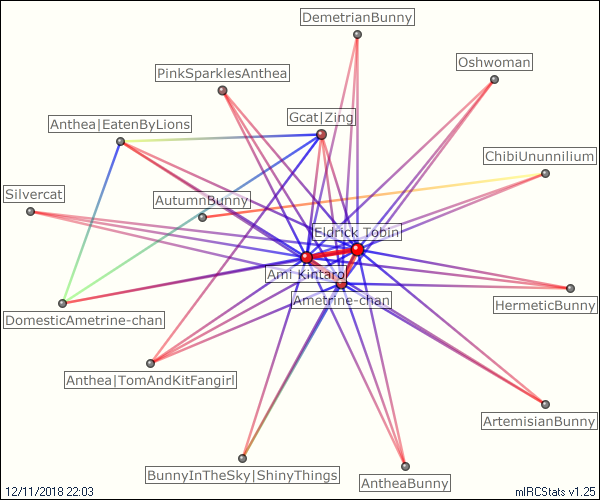 DemetrianBunny
Oshwoman
PinkSparklesAnthea
Gcat|Zing
Anthea|EatenByLions
ChibiUnunnilium
Silvercat
AutumnBunny
Eldrick Tobin
Ami Kintaro
Ametrine-chan
HermeticBunny
DomesticAmetrine-chan
Anthea|TomAndKitFangirl
ArtemisianBunny
BunnyInTheSky|ShinyThings
AntheaBunny
12/11/2018 22:03
mIRCStats v1.25